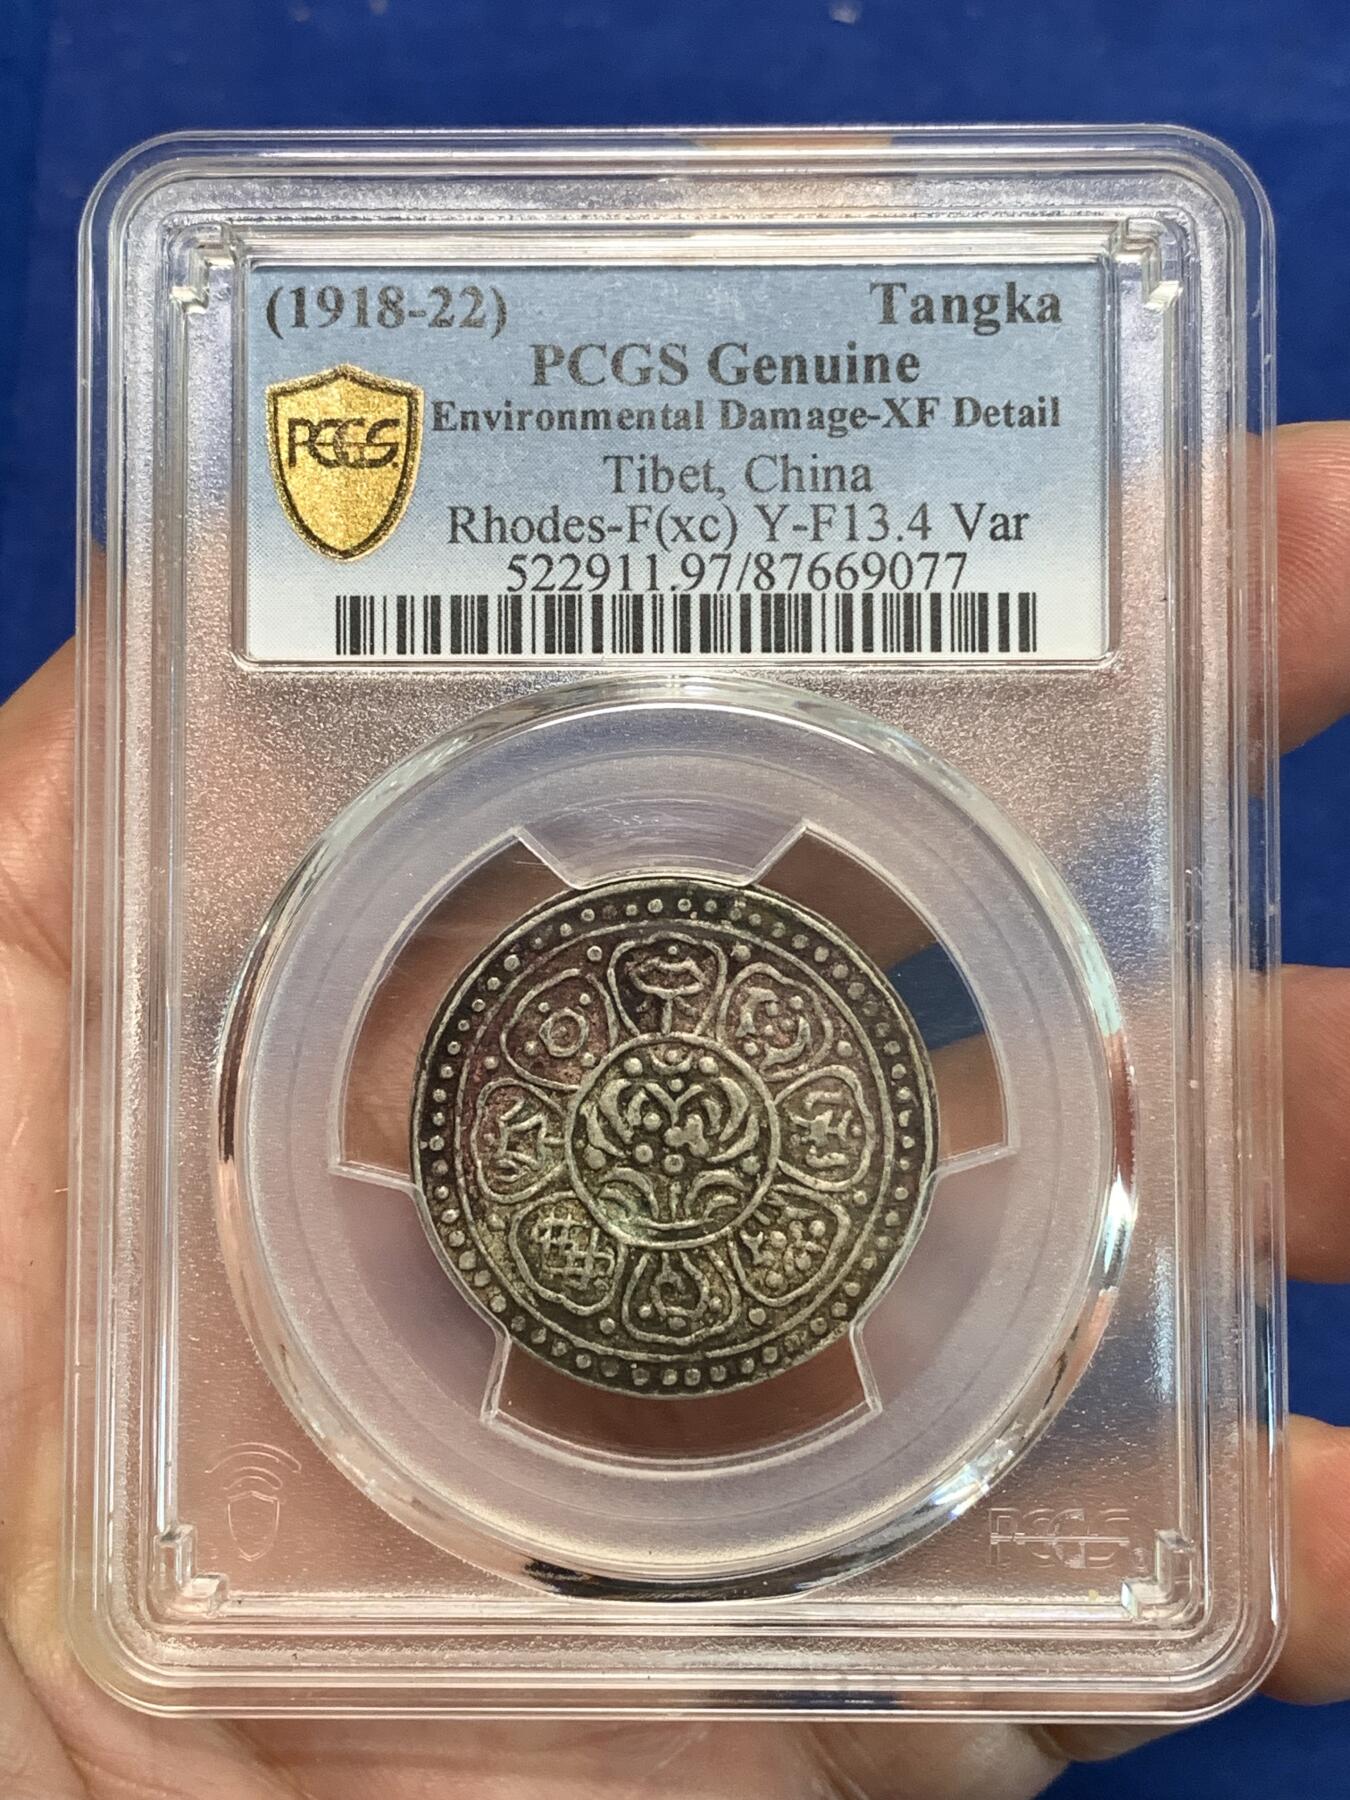 (1918-22) Tangka
PCGS Genuine
PCGS
Environmental Damage-XF Detail
Tibet, China
Rhodes-F(xc) Y-F13.4 Var
522911.97/87669077
PCGS